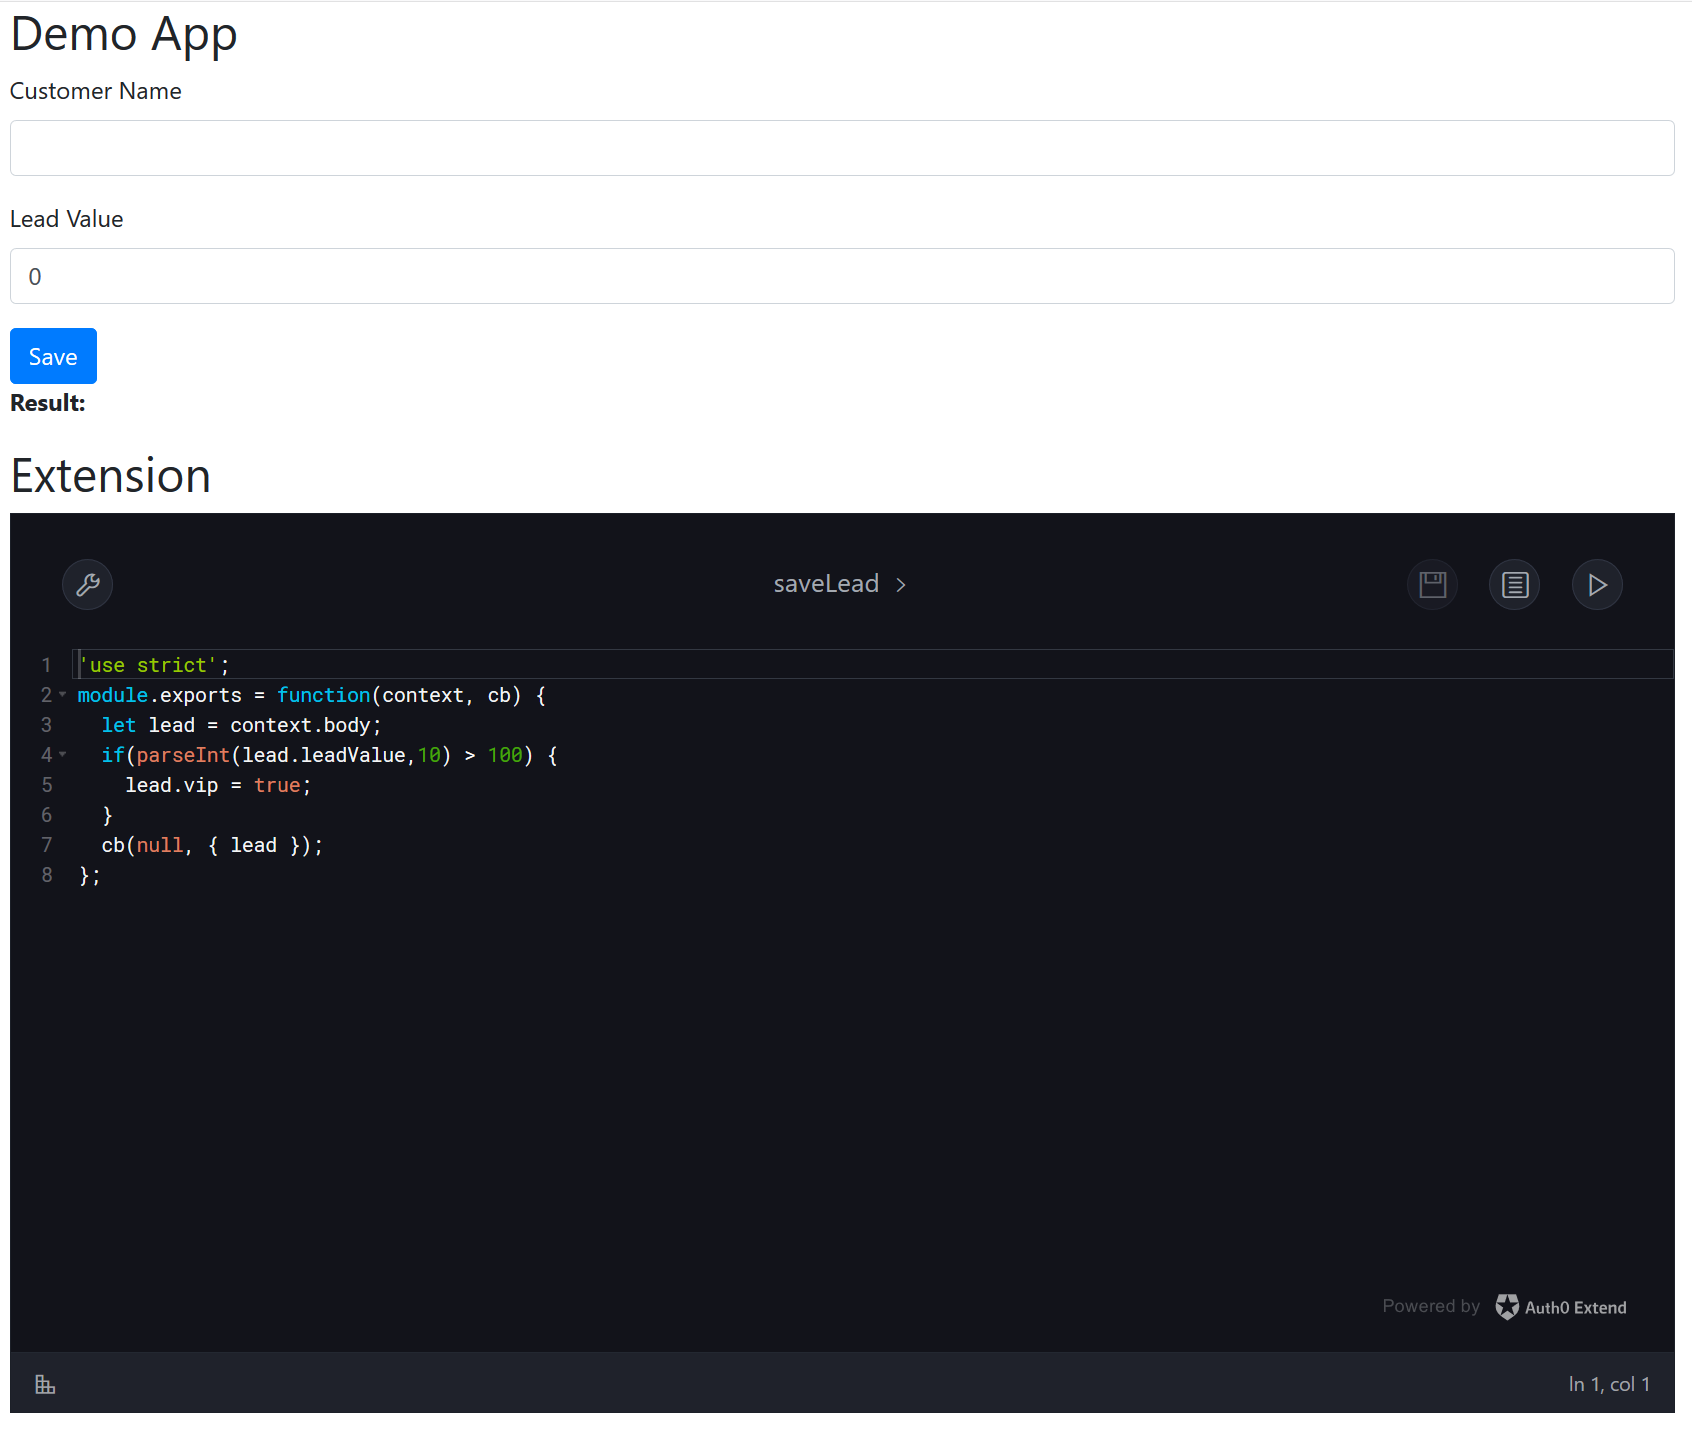 Demo App
Customer Name
Lead Value
0
Save
Result:
Extension
saveLead >
1 'use strict';
2 module.exports = function(context, cb) {
3   let lead = context.body;
4   if(parseInt(lead.leadValue,10) > 100) {
5     lead.vip = true;
6   }
7   cb(null, { lead });
8 };
Powered by Auth0 Extend
ln 1, col 1